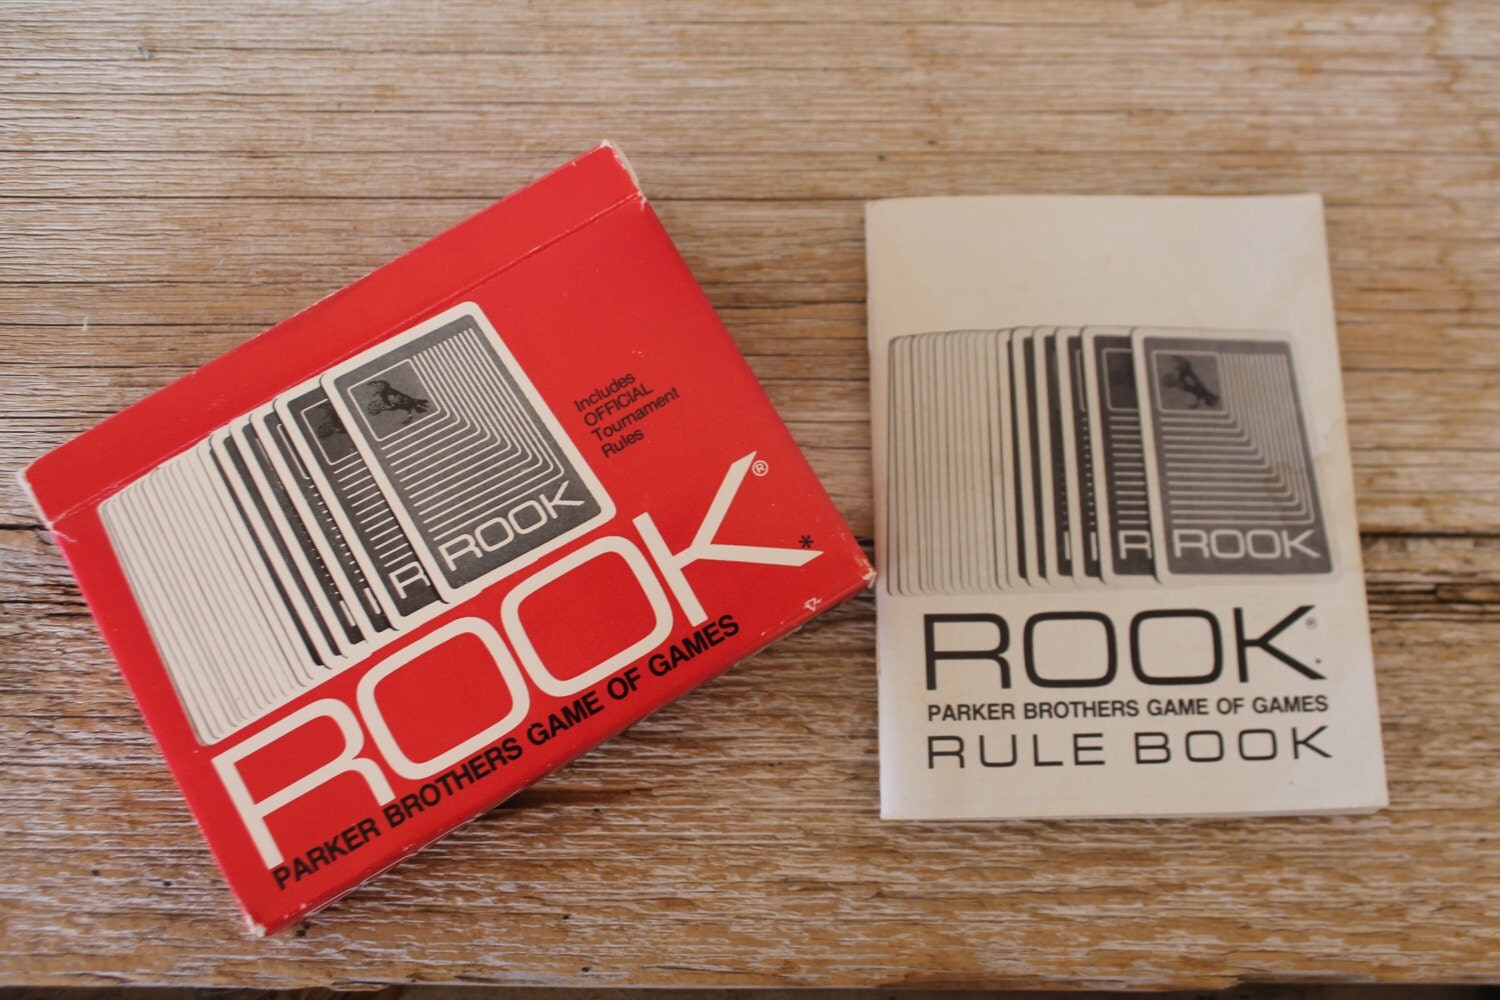 Includes
OFFICIAL
Tournament
Rules
ROOK
R
ROOK®*
PARKER BROTHERS GAME OF GAMES
R
ROOK
ROOK®
PARKER BROTHERS GAME OF GAMES
RULE BOOK